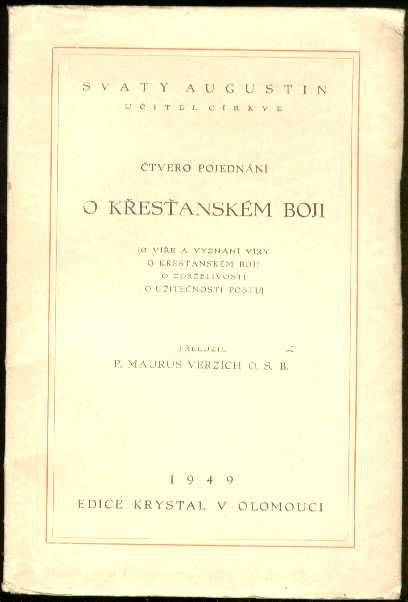 SVATÝ AUGUSTIN
UČITEL CÍRKVE
ČTVERO POJEDNÁNÍ
O KŘESŤANSKÉM BOJI
(O VÍŘE A VYZNÁNÍ VÍRY
O KŘESŤANSKÉM BOJI
O ZDRŽELIVOSTI
O UŽITEČNOSTI POSTU)
PŘELOŽIL
P. MAURUS VERZICH O. S. B.
1949
EDICE KRYSTAL V OLOMOUCI